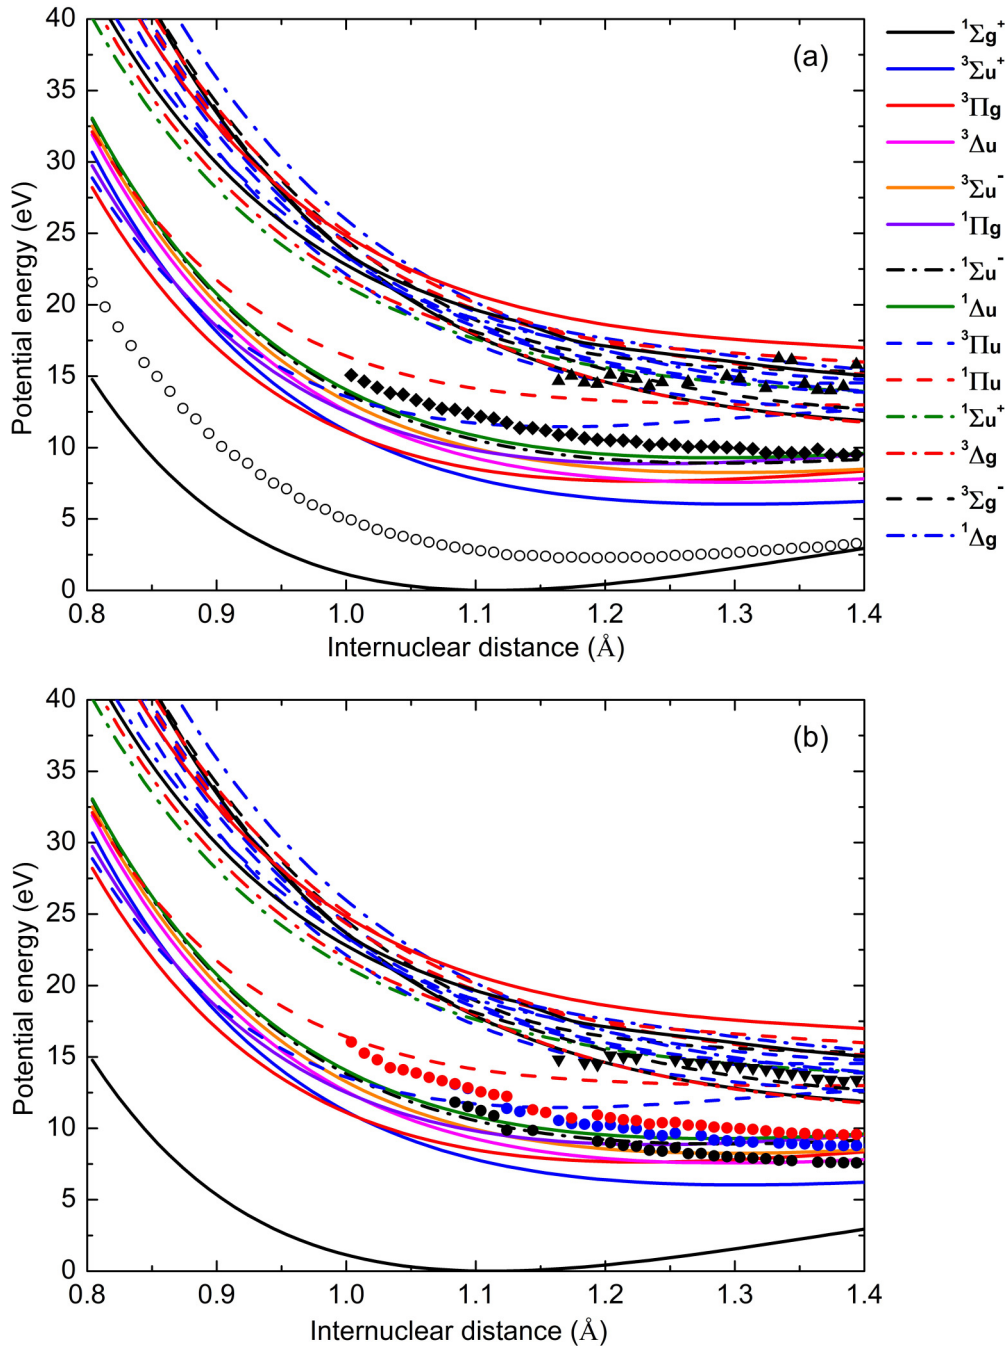 (a)
40
35
30
25
20
15
10
5
0
Potential energy (eV)
0.8 0.9 1.0 1.1 1.2 1.3 1.4
Internuclear distance (Å)
¹Σg⁺
³Σu⁺
³Πg
³Δu
³Σu⁻
¹Πg
¹Σu⁻
¹Δu
³Πu
¹Πu
¹Σu⁺
³Δg
³Σg⁻
¹Δg
(b)
40
35
30
25
20
15
10
5
0
Potential energy (eV)
0.8 0.9 1.0 1.1 1.2 1.3 1.4
Internuclear distance (Å)